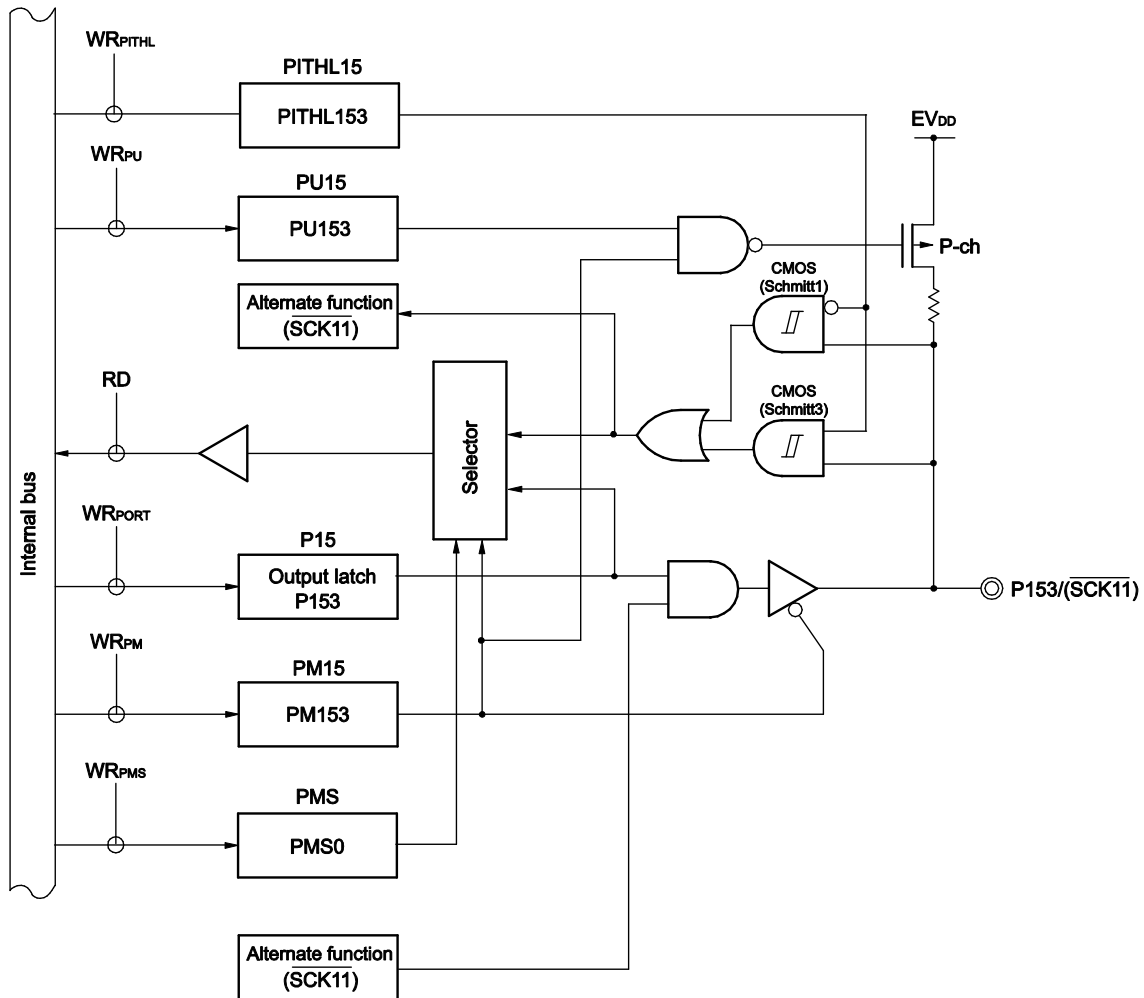 WRPITHL
PITHL15
PITHL153
EVDD
WRPU
PU15
PU153
P-ch
CMOS
(Schmitt1)
Alternate function
(SCK11)
RD
Selector
CMOS
(Schmitt3)
Internal bus
WRPORT
P15
Output latch
P153
P153/(SCK11)
WRPM
PM15
PM153
WRPMS
PMS
PMS0
Alternate function
(SCK11)